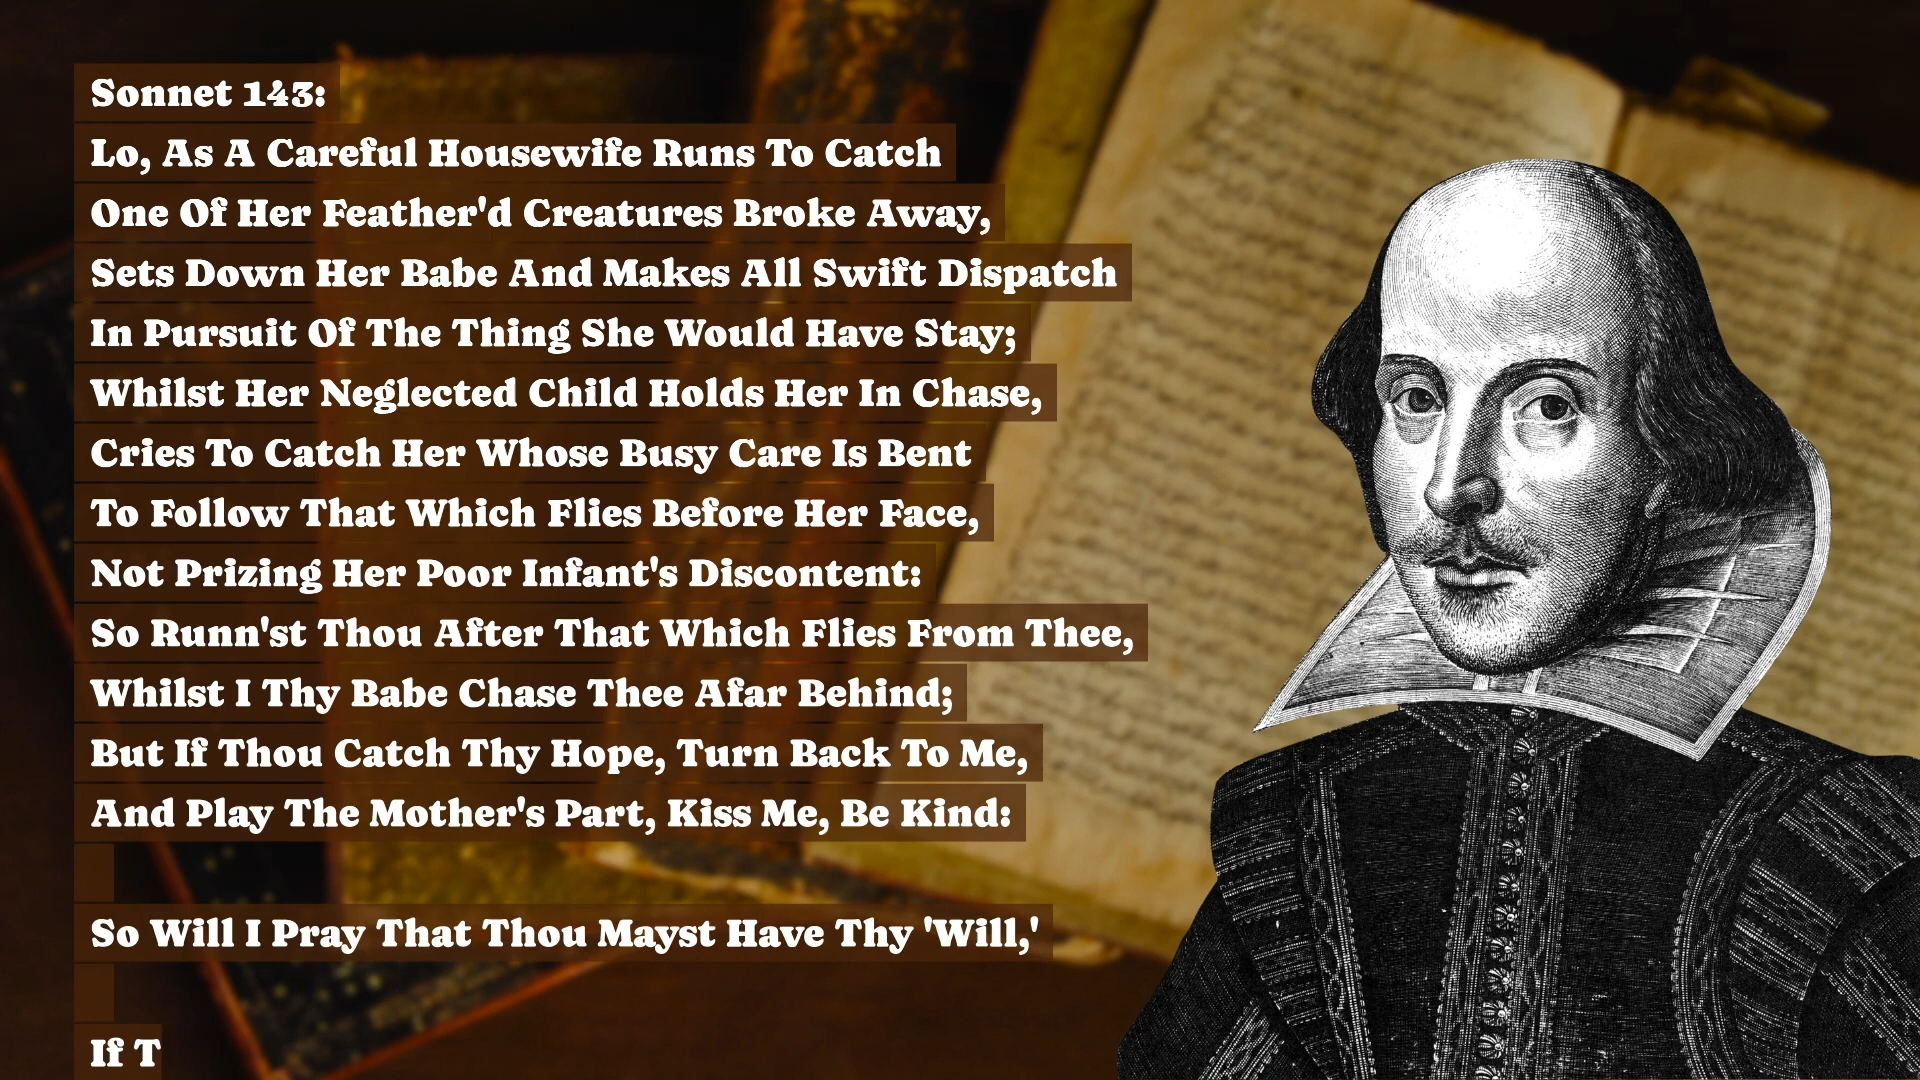 Sonnet 143:
Lo, As A Careful Housewife Runs To Catch
One Of Her Feather'd Creatures Broke Away,
Sets Down Her Babe And Makes All Swift Dispatch
In Pursuit Of The Thing She Would Have Stay;
Whilst Her Neglected Child Holds Her In Chase,
Cries To Catch Her Whose Busy Care Is Bent
To Follow That Which Flies Before Her Face,
Not Prizing Her Poor Infant's Discontent:
So Runn'st Thou After That Which Flies From Thee,
Whilst I Thy Babe Chase Thee Afar Behind;
But If Thou Catch Thy Hope, Turn Back To Me,
And Play The Mother's Part, Kiss Me, Be Kind:
So Will I Pray That Thou Mayst Have Thy 'Will,'
If T